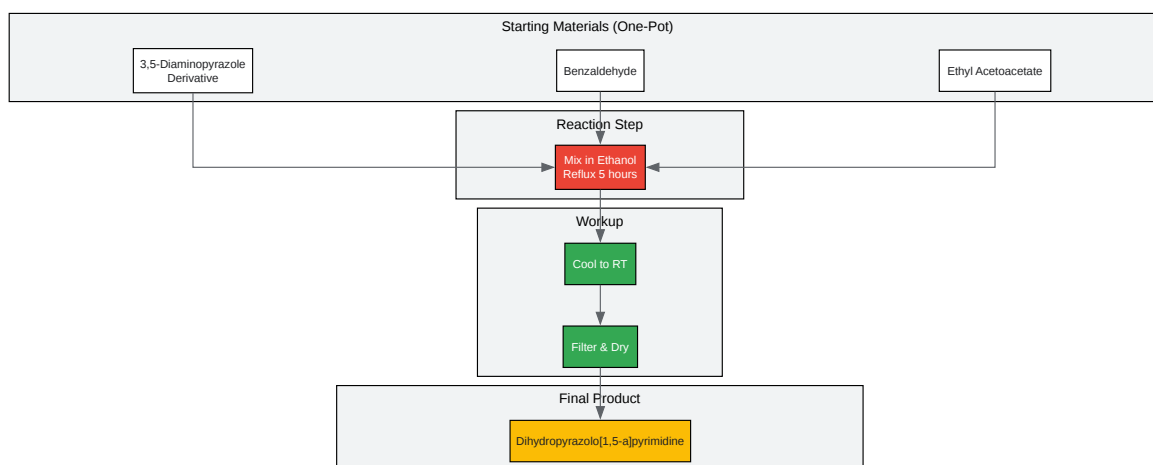 Starting Materials (One-Pot)
3,5-Diaminopyrazole
Derivative
Benzaldehyde
Ethyl Acetoacetate
Reaction Step
Mix in Ethanol
Reflux 5 hours
Workup
Cool to RT
Filter & Dry
Final Product
Dihydropyrazolo[1,5-a]pyrimidine